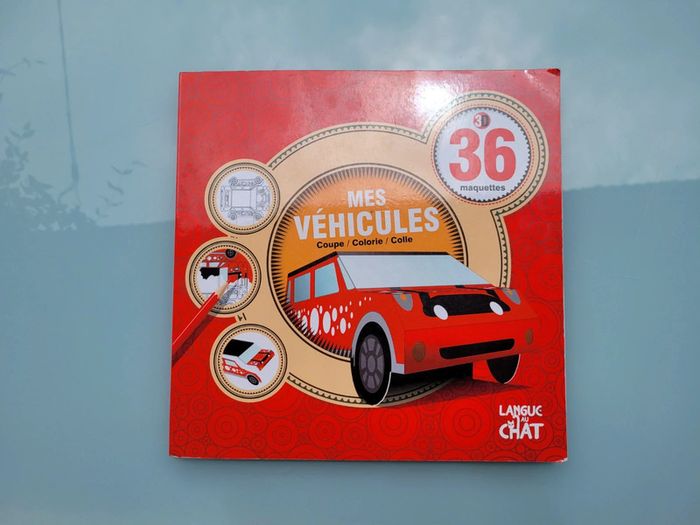 3D
36
maquettes
MES
VÉHICULES
Coupe / Colorie / Colle
LANGUE
AU
CHAT